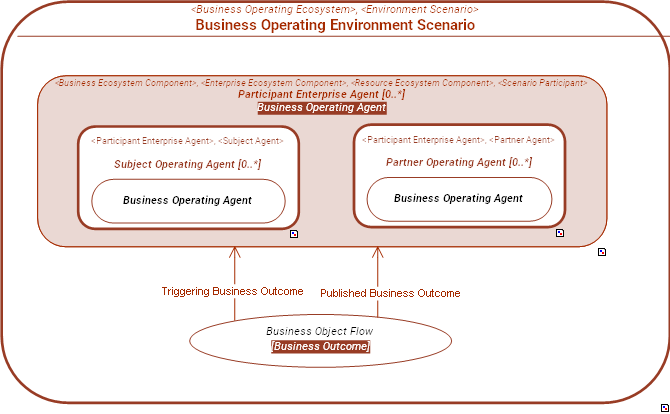 <Business Operating Ecosystem>, <Environment Scenario>
Business Operating Environment Scenario
<Business Ecosystem Component>, <Enterprise Ecosystem Component>, <Resource Ecosystem Component>, <Scenario Participant>
Participant Enterprise Agent [0..*]
Business Operating Agent
<Participant Enterprise Agent>, <Subject Agent>
Subject Operating Agent [0..*]
Business Operating Agent
<Participant Enterprise Agent>, <Partner Agent>
Partner Operating Agent [0..*]
Business Operating Agent
Triggering Business Outcome
Published Business Outcome
Business Object Flow
[Business Outcome]